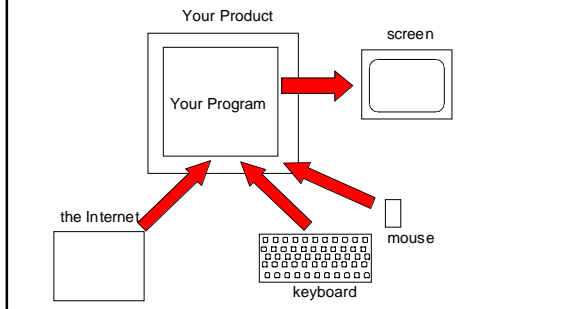 Your Product
screen
Your Program
the Internet
mouse
keyboard